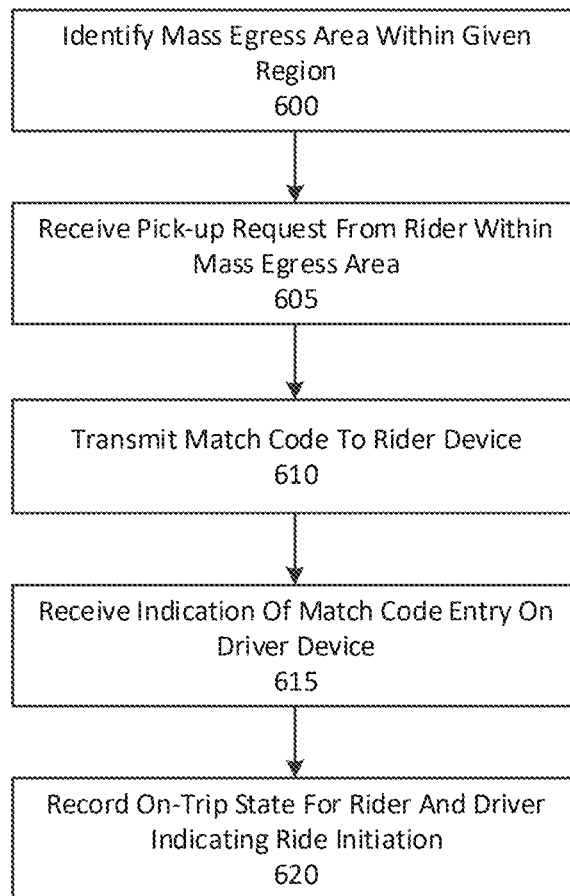 Identify Mass Egress Area Within Given
Region
600
Receive Pick-up Request From Rider Within
Mass Egress Area
605
Transmit Match Code To Rider Device
610
Receive Indication Of Match Code Entry On
Driver Device
615
Record On-Trip State For Rider And Driver
Indicating Ride Initiation
620